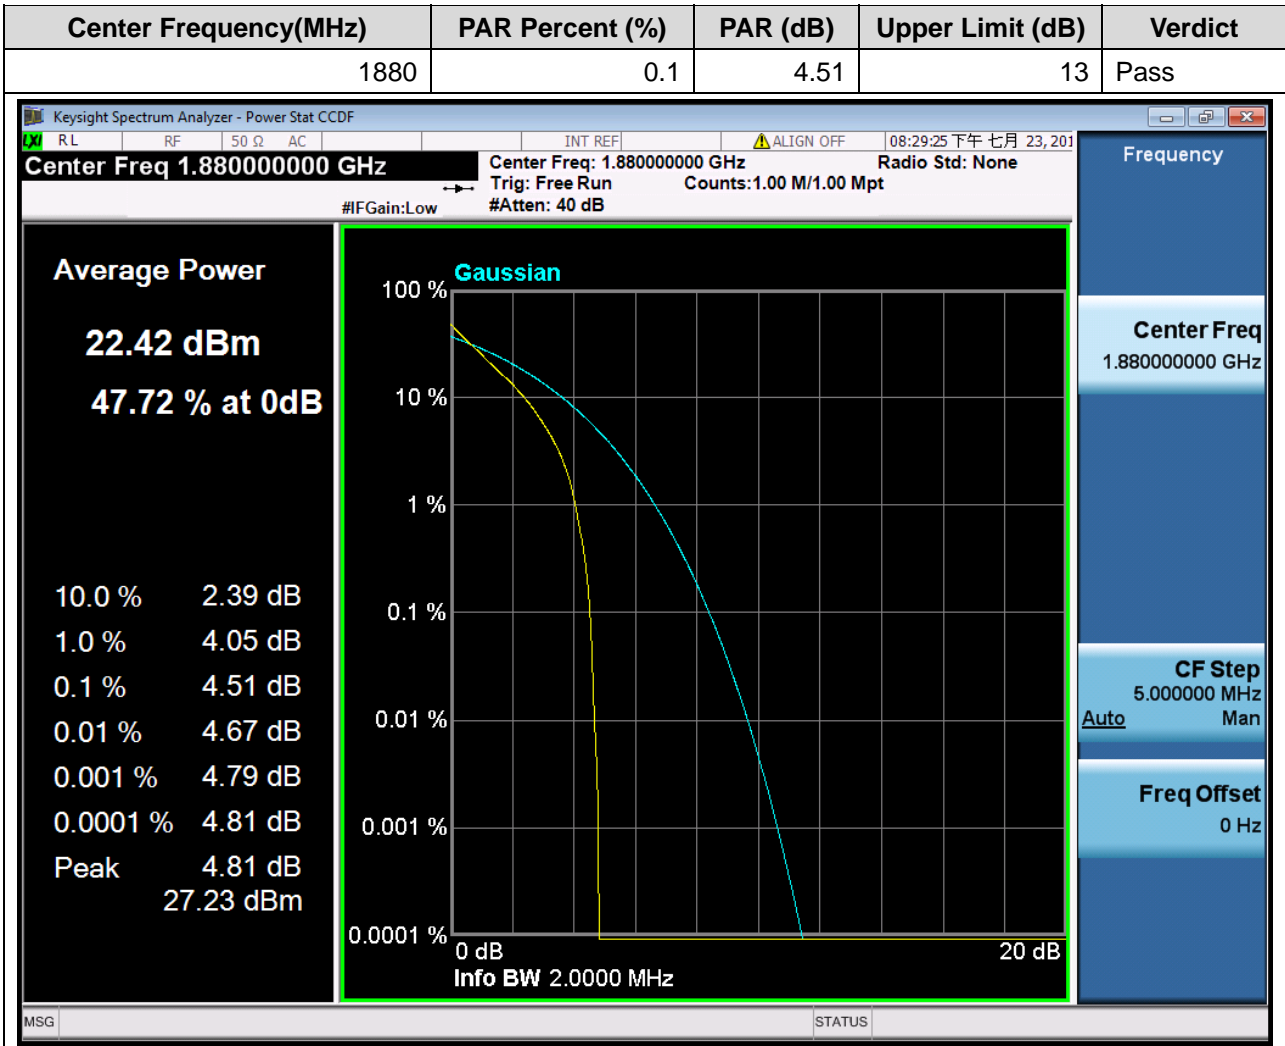 Center Frequency(MHz) PAR Percent (%) PAR (dB) Upper Limit (dB) Verdict
1880 0.1 4.51 13 Pass
Keysight Spectrum Analyzer - Power Stat CCDF
LXI RL RF 50 Ω AC INT REF ALIGN OFF 08:29:25 下午 七月 23, 201
Center Freq 1.880000000 GHz
Center Freq: 1.880000000 GHz Radio Std: None
Trig: Free Run Counts:1.00 M/1.00 Mpt
#IFGain:Low #Atten: 40 dB
Frequency
Average Power
22.42 dBm
47.72 % at 0dB
10.0 % 2.39 dB
1.0 % 4.05 dB
0.1 % 4.51 dB
0.01 % 4.67 dB
0.001 % 4.79 dB
0.0001 % 4.81 dB
Peak 4.81 dB
27.23 dBm
Gaussian
100 %
10 %
1 %
0.1 %
0.01 %
0.001 %
0.0001 %
0 dB 20 dB
Info BW 2.0000 MHz
Center Freq
1.880000000 GHz
CF Step
5.000000 MHz
Auto Man
Freq Offset
0 Hz
MSG STATUS